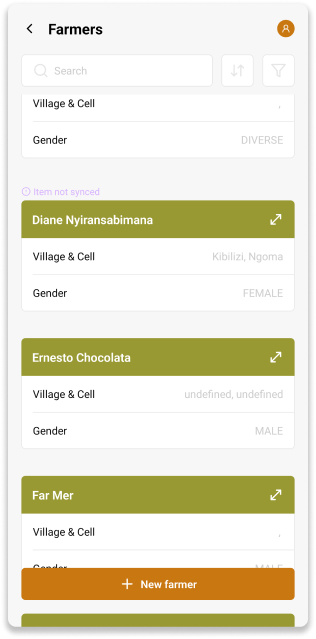 Farmers
Search
Village & Cell ,
Gender DIVERSE
Item not synced
Diane Nyiransabimana
Village & Cell Kibilizi, Ngoma
Gender FEMALE
Ernesto Chocolata
Village & Cell undefined, undefined
Gender MALE
Far Mer
Village & Cell ,
Gender MALE
New farmer